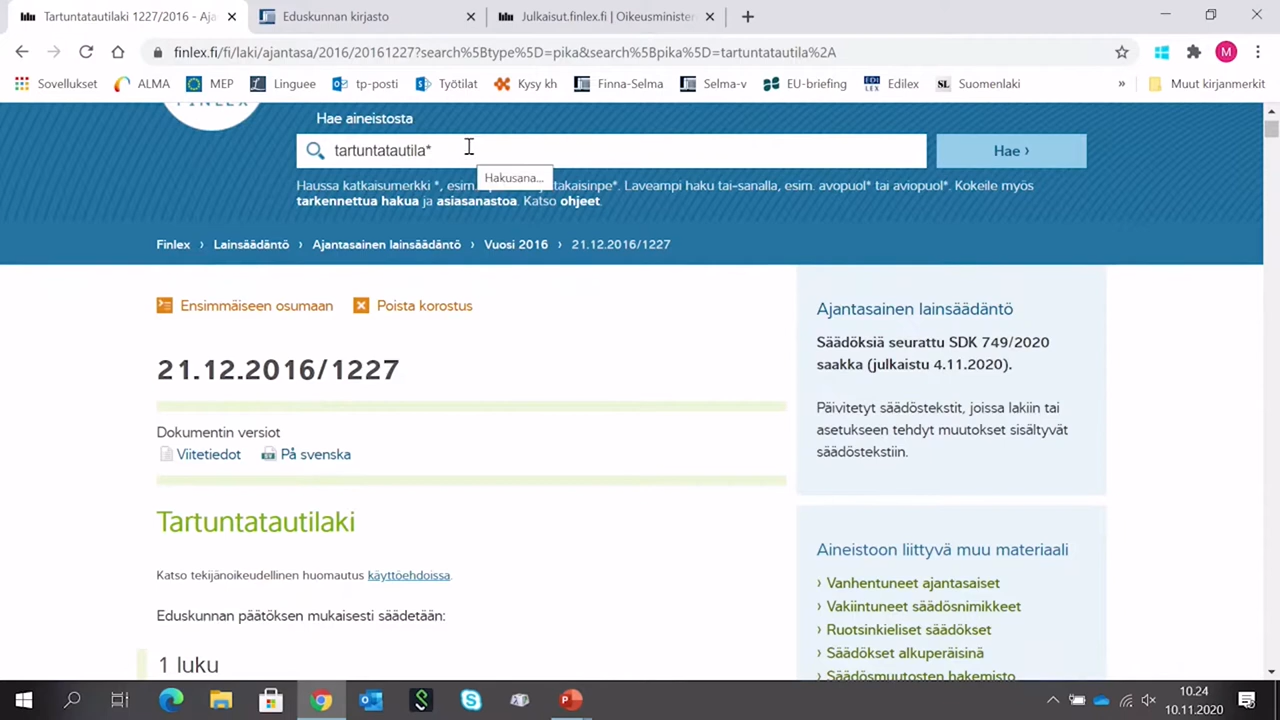 Tartuntatautilaki 1227/2016 - Aja
Eduskunnan kirjasto
Julkaisut.finlex.fi | Oikeusminister
finlex.fi/fi/laki/ajantasa/2016/20161227?search%5Btype%5D=pika&search%5Bpika%5D=tartuntatautila%2A
M
Sovellukset
ALMA
MEP
Linguee
tp-posti
Työtilat
Kysy kh
Finna-Selma
Selma-v
EU-briefing
Edilex
Suomenlaki
»
Muut kirjanmerkit
FINLEX
Hae aineistosta
tartuntatautila*
Hae ›
Hakusana...
Haussa katkaisumerkki *, esim. takaisinpe*. Laveampi haku tai-sanalla, esim. avopuol* tai aviopuol*. Kokeile myös
tarkennettua hakua ja asiasanastoa. Katso ohjeet.
Finlex › Lainsäädäntö › Ajantasainen lainsäädäntö › Vuosi 2016 › 21.12.2016/1227
Ensimmäiseen osumaan
Poista korostus
21.12.2016/1227
Dokumentin versiot
Viitetiedot
På svenska
Tartuntatautilaki
Katso tekijänoikeudellinen huomautus käyttöehdoissa.
Eduskunnan päätöksen mukaisesti säädetään:
1 luku
Ajantasainen lainsäädäntö
Säädöksiä seurattu SDK 749/2020
saakka (julkaistu 4.11.2020).
Päivitetyt säädöstekstit, joissa lakiin tai
asetukseen tehdyt muutokset sisältyvät
säädöstekstiin.
Aineistoon liittyvä muu materiaali
› Vanhentuneet ajantasaiset
› Vakiintuneet säädösnimikkeet
› Ruotsinkieliset säädökset
› Säädökset alkuperäisinä
› Säädösmuutosten hakemisto
10.24
10.11.2020